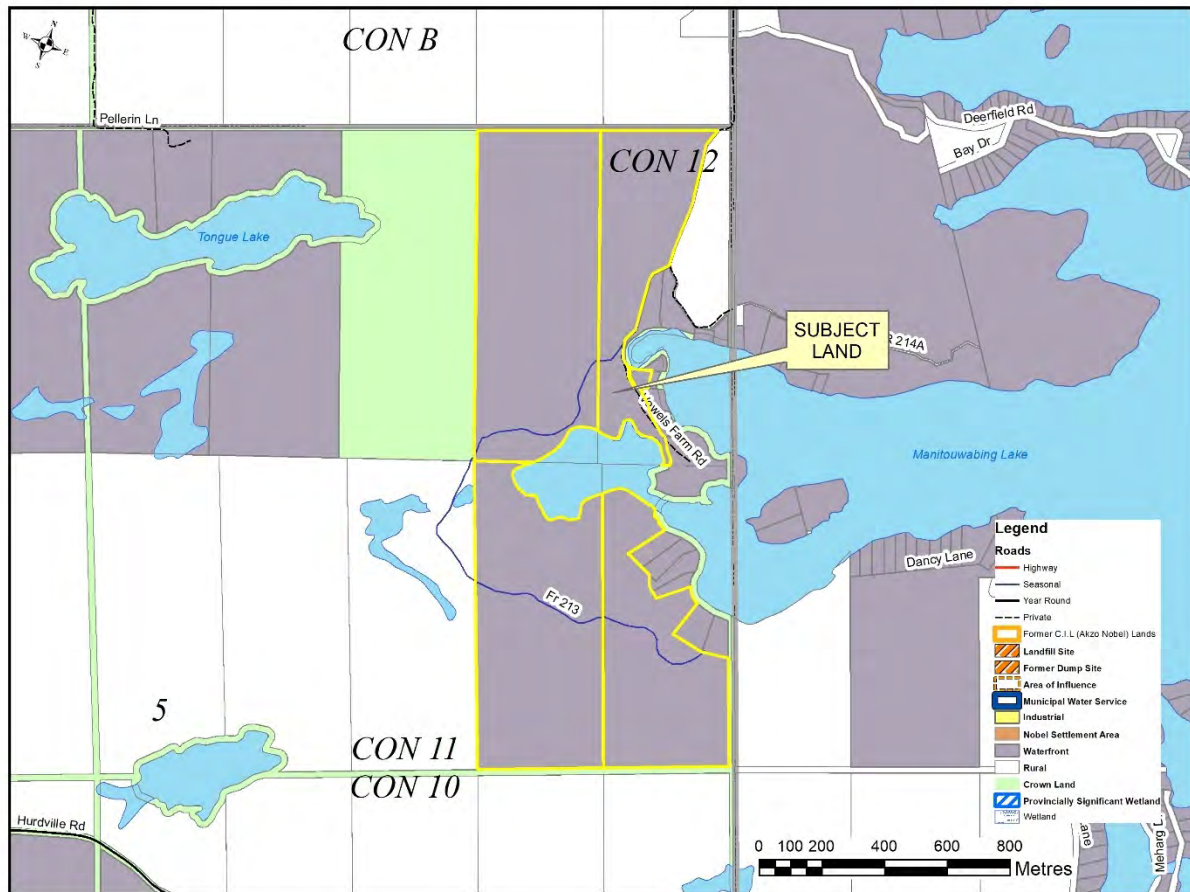 N
W
E
S
CON B
Pellerin Ln
Deerfield Rd
Bay Dr
CON 12
Tongue Lake
SUBJECT
LAND
R 214A
Vowels Farm Rd
Manitouwabing Lake
Dancy Lane
Fr 213
5
CON 11
CON 10
Hurdville Rd
Legend
Roads
Highway
Seasonal
Year Round
Private
Former C.I.L (Akzo Nobel) Lands
Landfill Site
Former Dump Site
Area of Influence
Municipal Water Service
Industrial
Nobel Settlement Area
Waterfront
Rural
Crown Land
Provincially Significant Wetland
Wetland
Lane
Meharg D
0 100 200 400 600 800
Metres